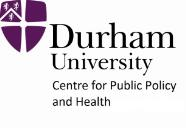 Durham
University
Centre for Public Policy
and Health